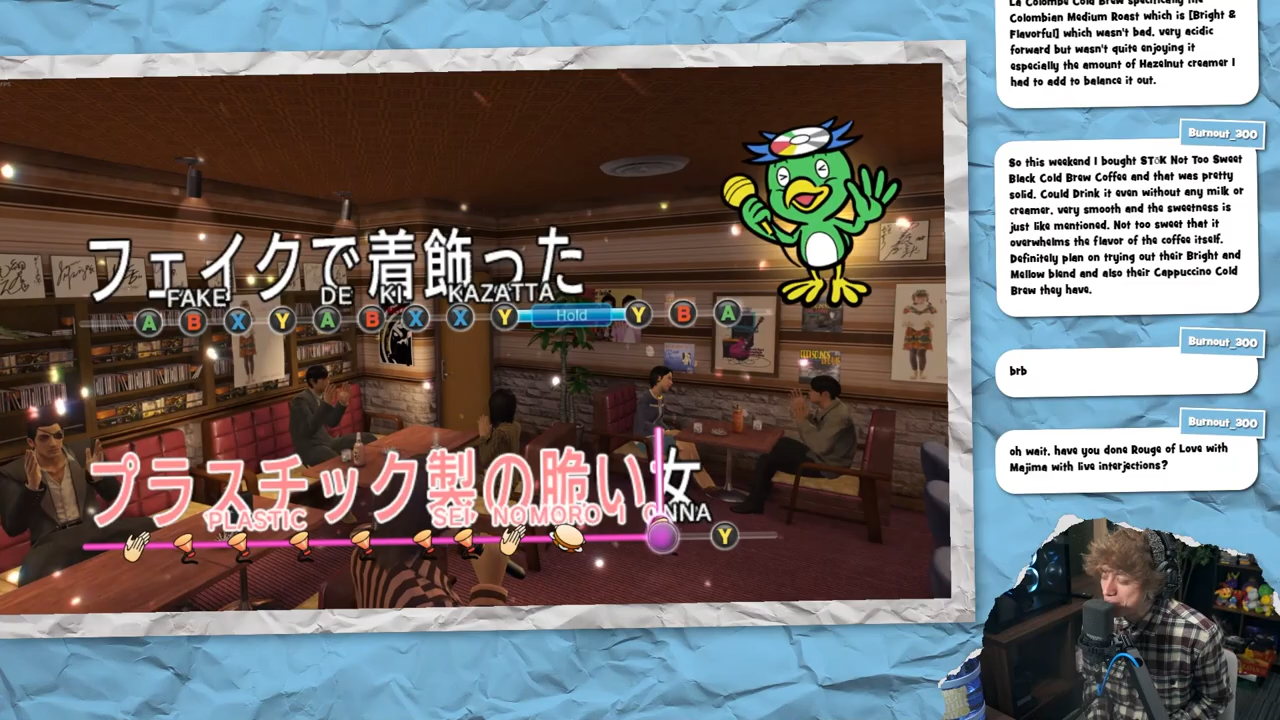 フェイクで着飾った
FAKE DE KI KAZATTA
A B X Y A B X X Y Hold Y B A
プラスチック製の脆い女
PLASTIC SEI NO MORO I ONNA
Y
La Colombe Cold Brew specifically the
Colombian Medium Roast which is [Bright &
Flavorful] which wasn't bad, very acidic
forward but wasn't quite enjoying it
especially the amount of Hazelnut creamer I
had to add to balance it out.
Burnout_300
So this weekend I bought STōK Not Too Sweet
Black Cold Brew Coffee and that was pretty
solid. Could Drink it even without any milk or
creamer, very smooth and the sweetness is
just like mentioned. Not too sweet that it
overwhelms the flavor of the coffee itself.
Definitely plan on trying out their Bright and
Mellow blend and also their Cappuccino Cold
Brew they have.
Burnout_300
brb
Burnout_300
oh wait, have you done Rouge of Love with
Majima with live interjections?